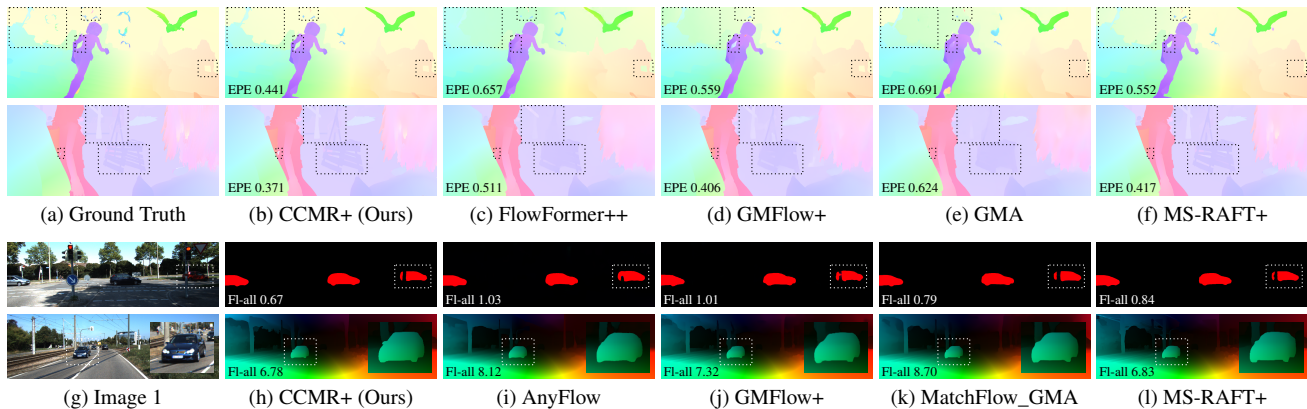 EPE 0.441 EPE 0.657 EPE 0.559 EPE 0.691 EPE 0.552
EPE 0.371 EPE 0.511 EPE 0.406 EPE 0.624 EPE 0.417
(a) Ground Truth (b) CCMR+ (Ours) (c) FlowFormer++ (d) GMFlow+ (e) GMA (f) MS-RAFT+
Fl-all 0.67 Fl-all 1.03 Fl-all 1.01 Fl-all 0.79 Fl-all 0.84
Fl-all 6.78 Fl-all 8.12 Fl-all 7.32 Fl-all 8.70 Fl-all 6.83
(g) Image 1 (h) CCMR+ (Ours) (i) AnyFlow (j) GMFlow+ (k) MatchFlow_GMA (l) MS-RAFT+